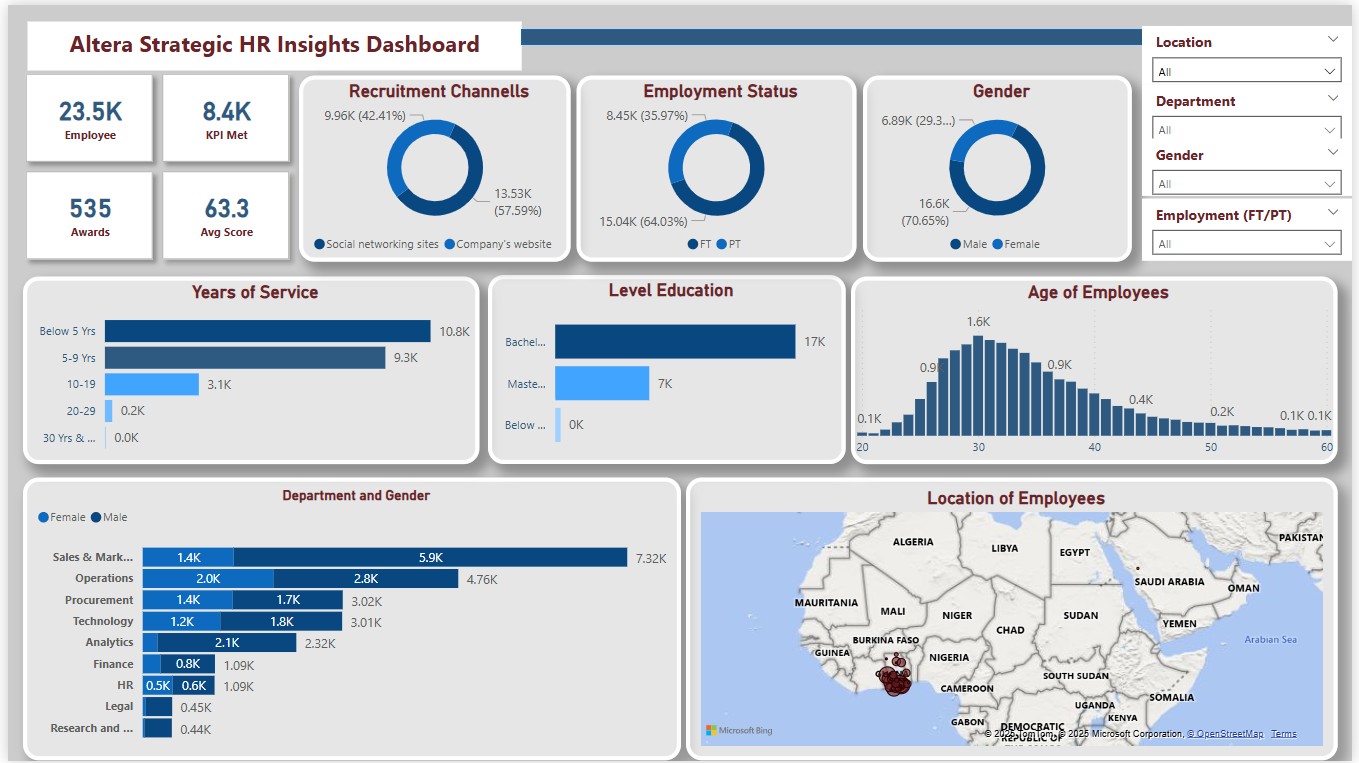 Altera Strategic HR Insights Dashboard
23.5K
Employee
8.4K
KPI Met
535
Awards
63.3
Avg Score
Recruitment Channells
9.96K (42.41%)
13.53K
(57.59%)
Social networking sites Company's website
Employment Status
8.45K (35.97%)
15.04K (64.03%)
FT PT
Gender
6.89K (29.3...)
16.6K
(70.65%)
Male Female
Location
All
Department
All
Gender
All
Employment (FT/PT)
All
Years of Service
Below 5 Yrs 10.8K
5-9 Yrs 9.3K
10-19 3.1K
20-29 0.2K
30 Yrs & ... 0.0K
Level Education
Bachel... 17K
Maste... 7K
Below ... 0K
Age of Employees
1.6K
0.9K
0.9K
0.4K
0.2K
0.1K
0.1K 0.1K
20 30 40 50 60
Department and Gender
Female Male
Sales & Mark... 1.4K 5.9K 7.32K
Operations 2.0K 2.8K 4.76K
Procurement 1.4K 1.7K 3.02K
Technology 1.2K 1.8K 3.01K
Analytics 2.1K 2.32K
Finance 0.8K 1.09K
HR 0.5K 0.6K 1.09K
Legal 0.45K
Research and ... 0.44K
Location of Employees
ALGERIA
LIBYA
EGYPT
PAKISTAN
SAUDI ARABIA
OMAN
MAURITANIA
MALI
NIGER
CHAD
SUDAN
YEMEN
BURKINA FASO
Arabian Sea
GUINEA
NIGERIA
SOUTH SUDAN
CAMEROON
SOMALIA
UGANDA
KENYA
GABON
DEMOCRATIC
REPUBLIC OF
Microsoft Bing
TomTom, © 2025 Microsoft Corporation, © OpenStreetMap Terms